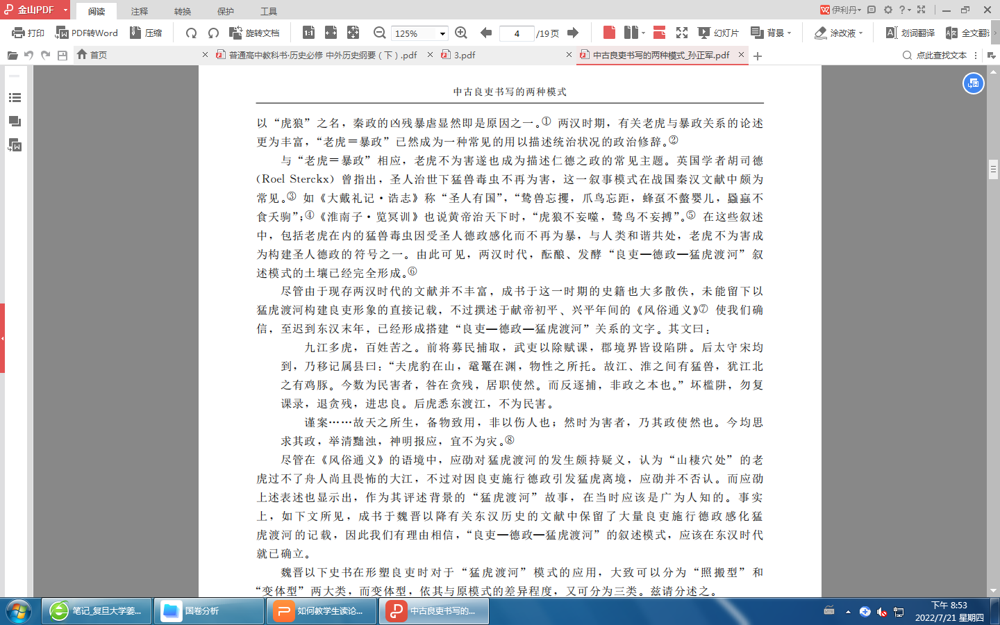 金山PDF
阅读
注释
转换
保护
工具
伊利丹
打印
PDF转Word
压缩
旋转文档
1:1
125%
4
/19页
幻灯片
背景
涂改液
划词翻译
首页
普通高中教科书·历史必修 中外历史纲要（下）.pdf
3.pdf
中古良吏书写的两种模式_孙正军.pdf
点此查找文本
中古良吏书写的两种模式
以“虎狼”之名，秦政的凶残暴虐显然即是原因之一。① 两汉时期，有关老虎与暴政关系的论述
更为丰富，“老虎＝暴政”已然成为一种常见的用以描述统治状况的政治修辞。②
与“老虎＝暴政”相应，老虎不为害遂也成为描述仁德之政的常见主题。英国学者胡司德
（Roel Sterckx）曾指出，圣人治世下猛兽毒虫不再为害，这一叙事模式在战国秦汉文献中颇为
常见。③ 如《大戴礼记·诰志》称“圣人有国”，“鸷兽忘攫，爪鸟忘距，蜂虿不螫婴儿，蟁蝱不
食夭驹”；④《淮南子·览冥训》也说黄帝治天下时，“虎狼不妄噬，鸷鸟不妄搏”。⑤ 在这些叙述
中，包括老虎在内的猛兽毒虫因受圣人德政感化而不再为暴，与人类和谐共处，老虎不为害成
为构建圣人德政的符号之一。由此可见，两汉时代，酝酿、发酵“良吏—德政—猛虎渡河”叙
述模式的土壤已经完全形成。⑥
尽管由于现存两汉时代的文献并不丰富，成书于这一时期的史籍也大多散佚，未能留下以
猛虎渡河构建良吏形象的直接记载，不过撰述于献帝初平、兴平年间的《风俗通义》⑦ 使我们确
信，至迟到东汉末年，已经形成搭建“良吏—德政—猛虎渡河”关系的文字。其文曰：
九江多虎，百姓苦之。前将募民捕取，武吏以除赋课，郡境界皆设陷阱。后太守宋均
到，乃移记属县曰：“夫虎豹在山，鼋鼍在渊，物性之所托。故江、淮之间有猛兽，犹江北
之有鸡豚。今数为民害者，咎在贪残，居职使然。而反逐捕，非政之本也。”坏槛阱，勿复
课录，退贪残，进忠良。后虎悉东渡江，不为民害。
谨案……故天之所生，备物致用，非以伤人也；然时为害者，乃其政使然也。今均思
求其政，举清黜浊，神明报应，宜不为灾。⑧
尽管在《风俗通义》的语境中，应劭对猛虎渡河的发生颇持疑义，认为“山棲穴处”的老
虎过不了舟人尚且畏怖的大江，不过对因良吏施行德政引发猛虎离境，应劭并不否认。而应劭
上述表述也显示出，作为其评述背景的“猛虎渡河”故事，在当时应该是广为人知的。事实
上，如下文所见，成书于魏晋以降有关东汉历史的文献中保留了大量良吏施行德政感化猛
虎渡河的记载，因此我们有理由相信，“良吏—德政—猛虎渡河”的叙述模式，应该在东汉时代
就已确立。
魏晋以下史书在形塑良吏时对于“猛虎渡河”模式的应用，大致可以分为“照搬型”和
“变体型”两大类，而变体型，依其与原模式的差异程度，又可分为三类。兹请分述之。
笔记_复旦大学姜...
国卷分析
如何教学生读论...
中古良吏书写的...
下午 8:53
2022/7/21 星期四